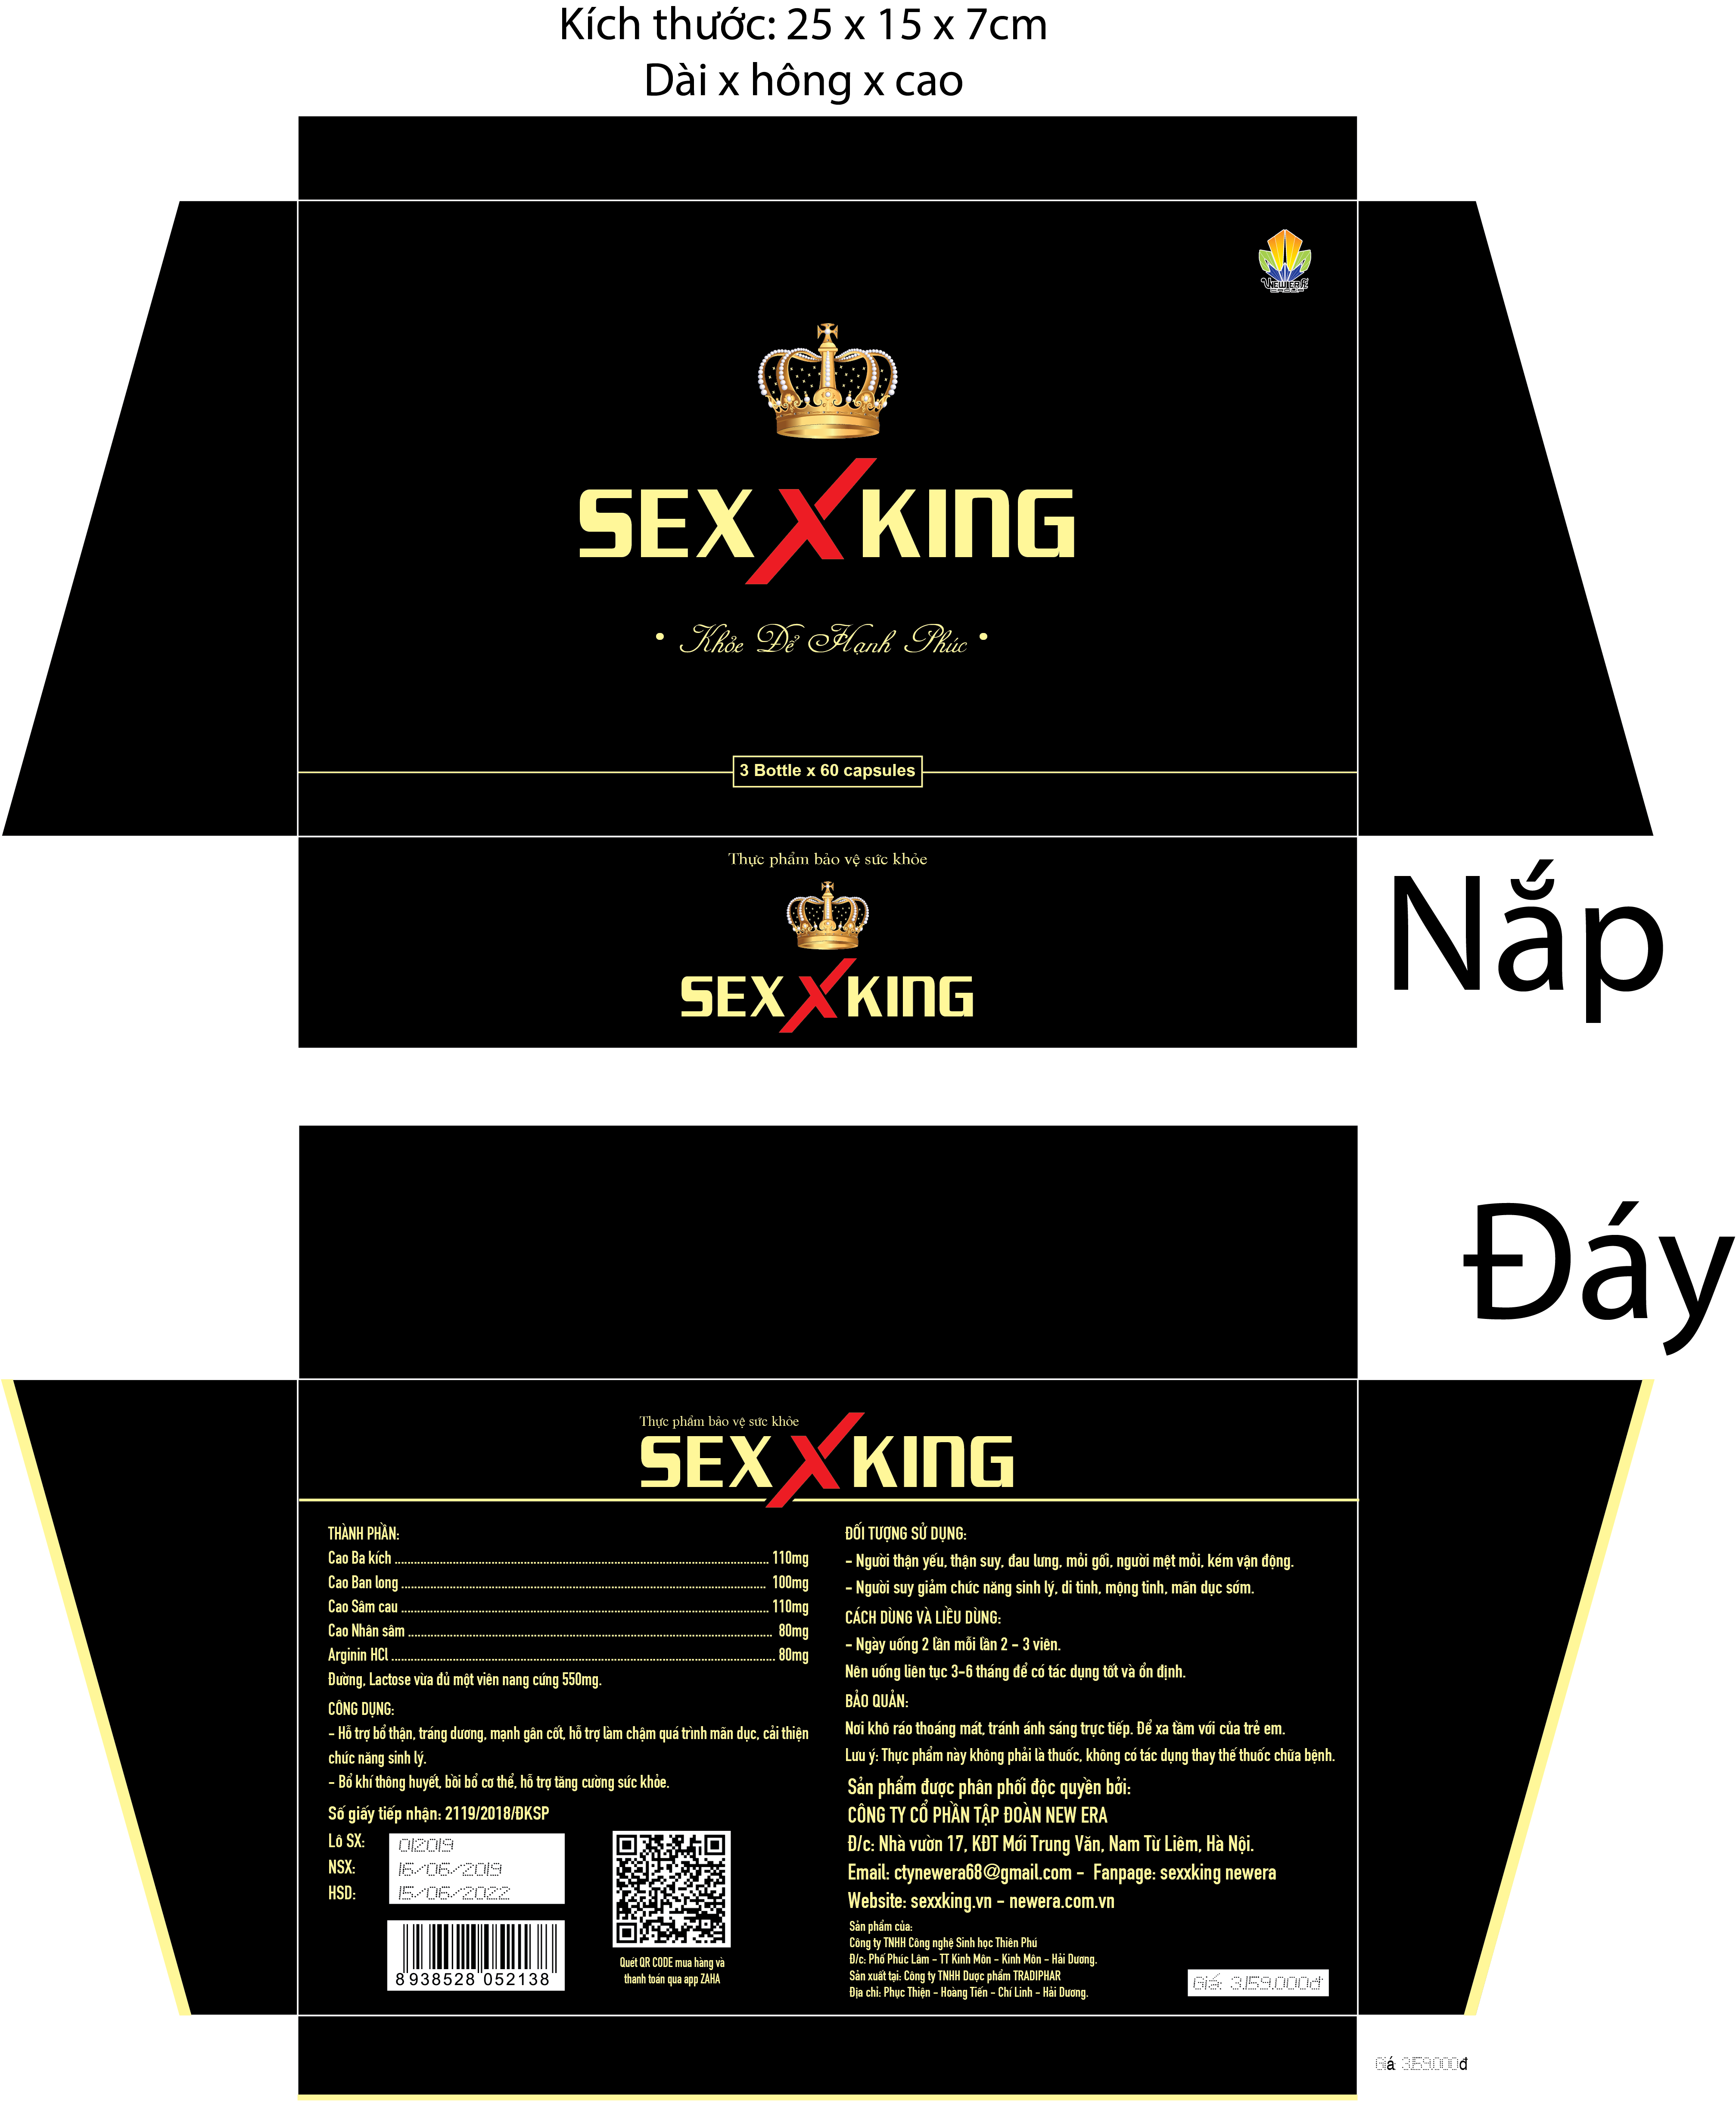 Kích thước: 25 x 15 x 7cm
Dài x hông x cao
NEWERA
SEXXKING
• Khỏe Để Hạnh Phúc •
3 Bottle x 60 capsules
Thực phẩm bảo vệ sức khỏe
SEXXKING
Nắp
Đáy
Thực phẩm bảo vệ sức khỏe
SEXXKING
THÀNH PHẦN:
Cao Ba kích ........ 110mg
Cao Ban long ........ 100mg
Cao Sâm cau ........ 110mg
Cao Nhân sâm ........ 80mg
Arginin HCl ........ 80mg
Đường, Lactose vừa đủ một viên nang cứng 550mg.
CÔNG DỤNG:
- Hỗ trợ bổ thận, tráng dương, mạnh gân cốt, hỗ trợ làm chậm quá trình mãn dục, cải thiện
chức năng sinh lý.
- Bổ khí thông huyết, bồi bổ cơ thể, hỗ trợ tăng cường sức khỏe.
Số giấy tiếp nhận: 2119/2018/ĐKSP
Lô SX: 012019
NSX: 16/06/2019
HSD: 15/06/2022
8 938528 052138
Quét QR CODE mua hàng và
thanh toán qua app ZAHA
ĐỐI TƯỢNG SỬ DỤNG:
- Người thận yếu, thận suy, đau lưng, mỏi gối, người mệt mỏi, kém vận động.
- Người suy giảm chức năng sinh lý, di tinh, mộng tinh, mãn dục sớm.
CÁCH DÙNG VÀ LIỀU DÙNG:
- Ngày uống 2 lần mỗi lần 2 - 3 viên.
Nên uống liên tục 3-6 tháng để có tác dụng tốt và ổn định.
BẢO QUẢN:
Nơi khô ráo thoáng mát, tránh ánh sáng trực tiếp. Để xa tầm với của trẻ em.
Lưu ý: Thực phẩm này không phải là thuốc, không có tác dụng thay thế thuốc chữa bệnh.
Sản phẩm được phân phối độc quyền bởi:
CÔNG TY CỔ PHẦN TẬP ĐOÀN NEW ERA
Đ/c: Nhà vườn 17, KĐT Mới Trung Văn, Nam Từ Liêm, Hà Nội.
Email: ctynewera68@gmail.com - Fanpage: sexxking newera
Website: sexxking.vn - newera.com.vn
Sản phẩm của:
Công ty TNHH Công nghệ Sinh học Thiên Phú
Đ/c: Phố Phúc Lâm - TT Kinh Môn - Kinh Môn - Hải Dương.
Sản xuất tại: Công ty TNHH Dược phẩm TRADIPHAR
Địa chỉ: Phục Thiện - Hoàng Tiến - Chí Linh - Hải Dương.
Giá: 3.159.000đ
Giá 3.159.000đ